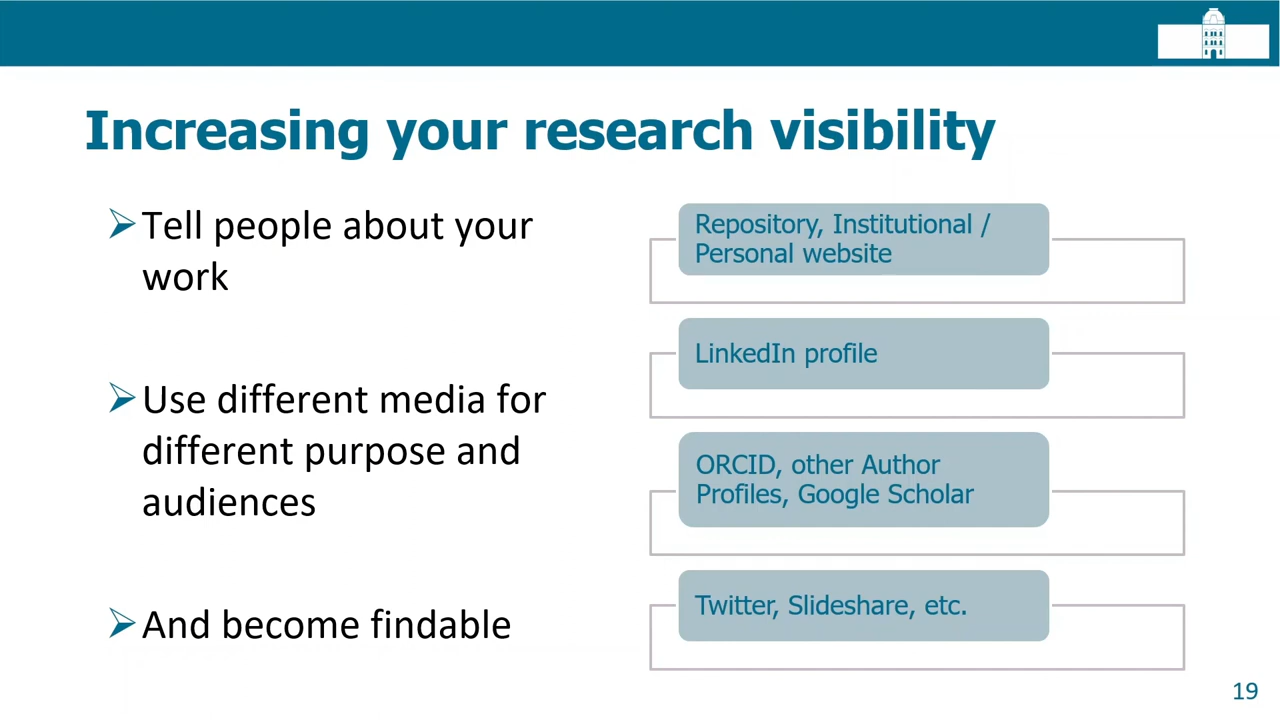 Increasing your research visibility
Tell people about your
work
Use different media for
different purpose and
audiences
And become findable
Repository, Institutional /
Personal website
LinkedIn profile
ORCID, other Author
Profiles, Google Scholar
Twitter, Slideshare, etc.
19